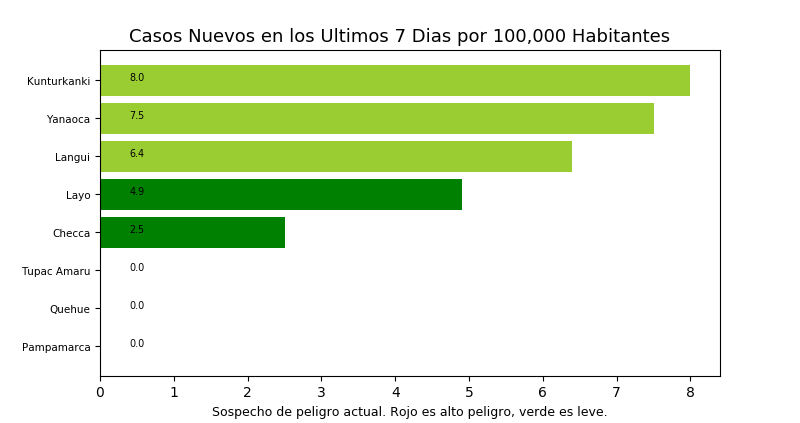 Casos Nuevos en los Ultimos 7 Dias por 100,000 Habitantes
Kunturkanki 8.0
Yanaoca 7.5
Langui 6.4
Layo 4.9
Checca 2.5
Tupac Amaru 0.0
Quehue 0.0
Pampamarca 0.0
0 1 2 3 4 5 6 7 8
Sospecho de peligro actual. Rojo es alto peligro, verde es leve.